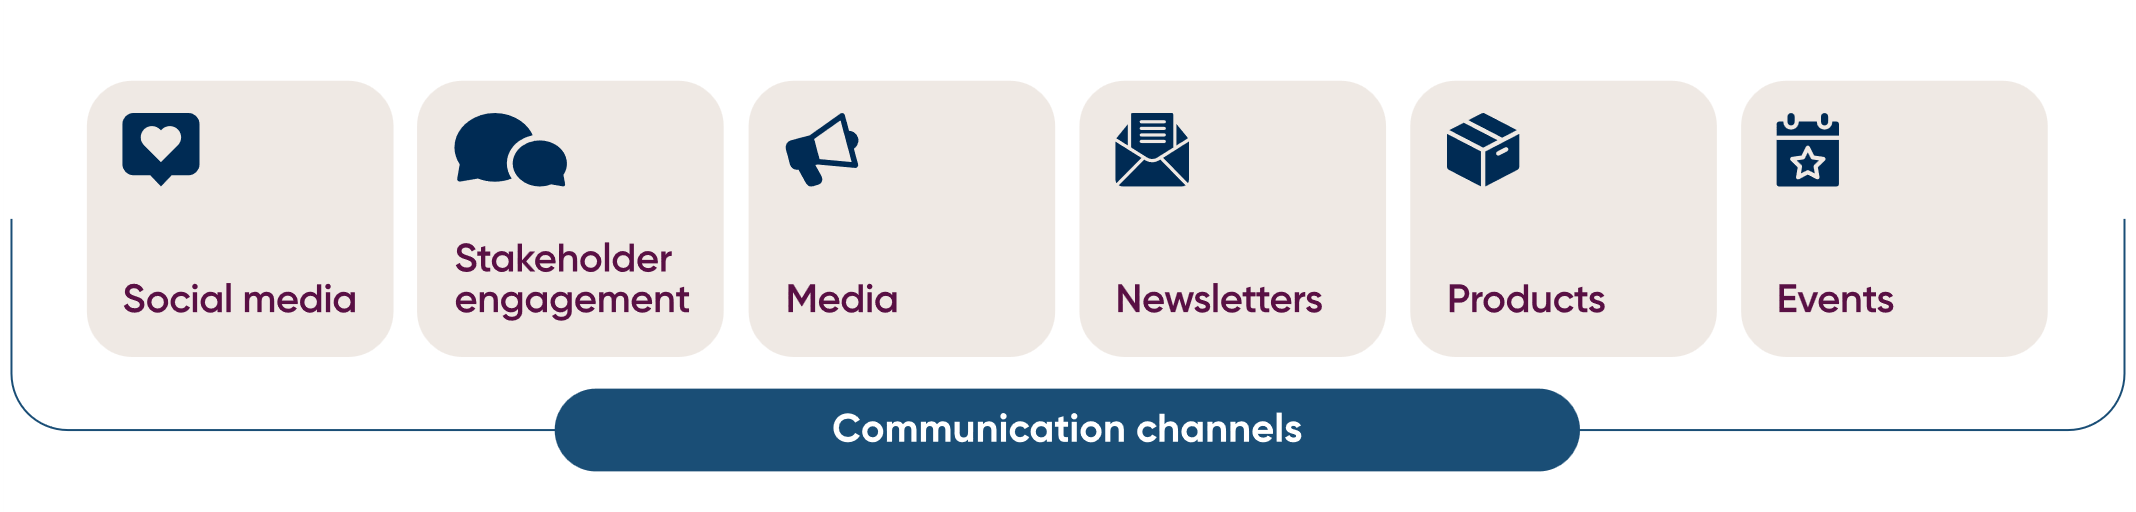 Social media
Stakeholder
engagement
Media
Newsletters
Products
Events
Communication channels